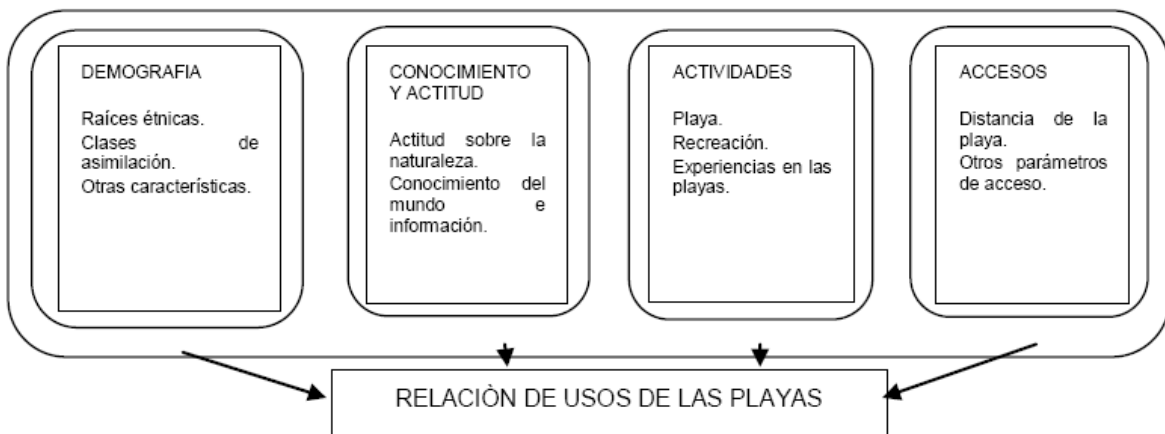 DEMOGRAFIA
Raíces étnicas.
Clases de
asimilación.
Otras características.
CONOCIMIENTO
Y ACTITUD
Actitud sobre la
naturaleza.
Conocimiento del
mundo e
información.
ACTIVIDADES
Playa.
Recreación.
Experiencias en las
playas.
ACCESOS
Distancia de la
playa.
Otros parámetros
de acceso.
RELACIÒN DE USOS DE LAS PLAYAS